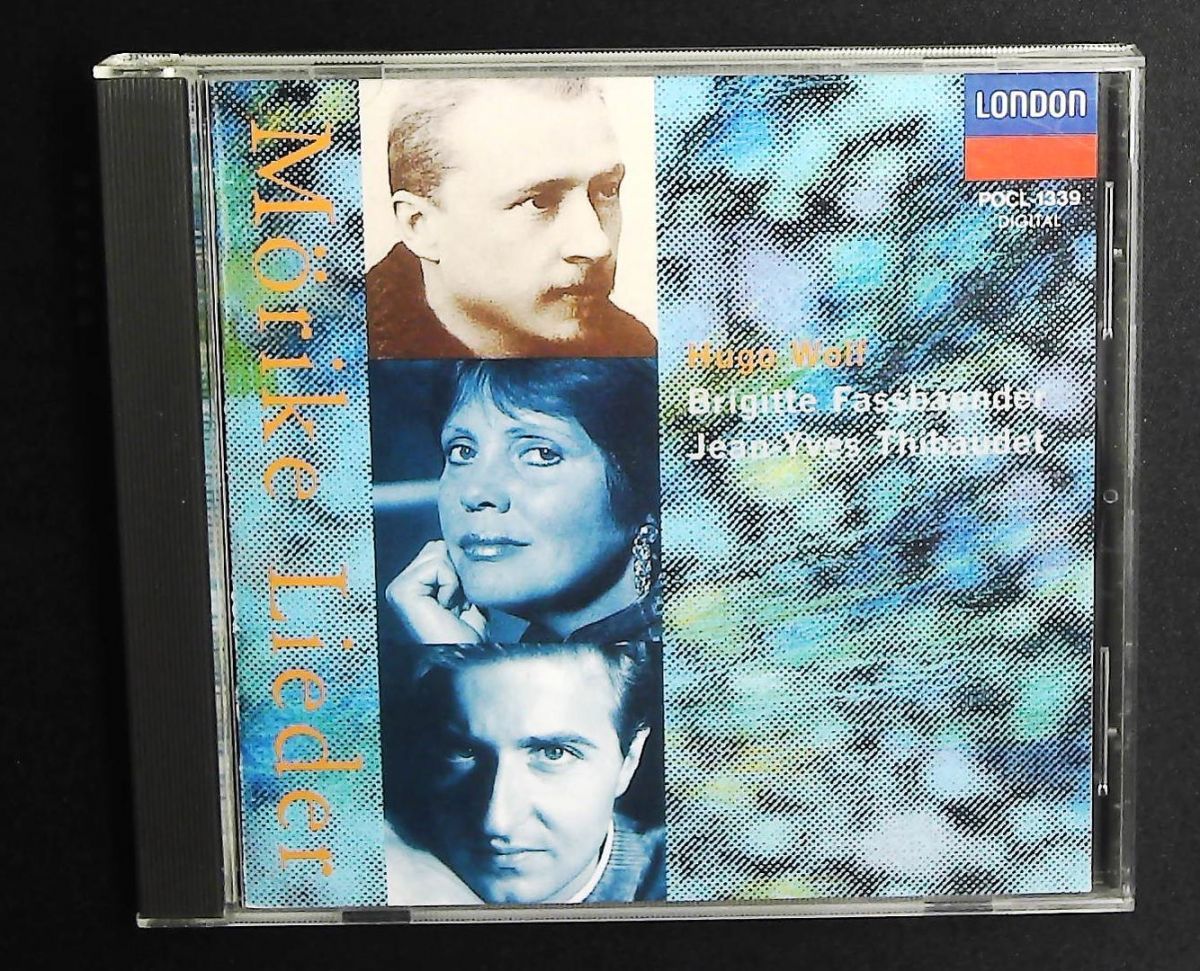 Mörike Lieder
LONDON
POCL-1339
DIGITAL
Hugo Wolf
Brigitte Fassbaender
Jean-Yves Thibaudet